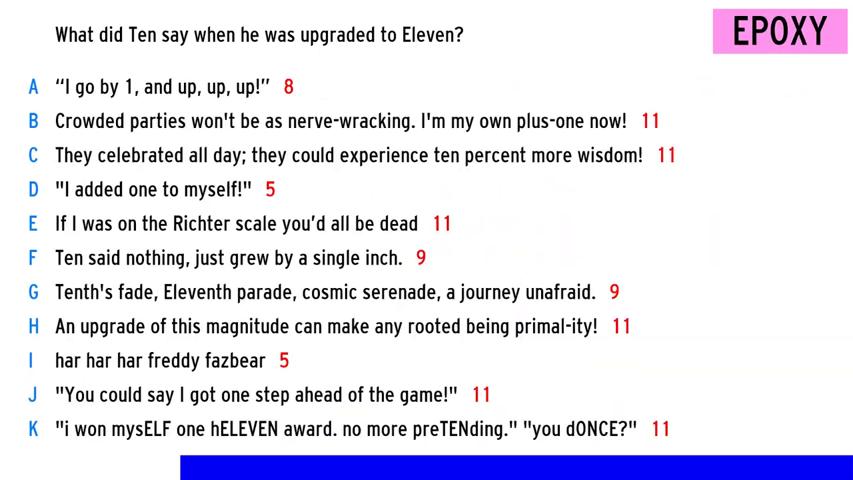 What did Ten say when he was upgraded to Eleven?
EPOXY
A “I go by 1, and up, up, up!” 8
B Crowded parties won't be as nerve-wracking. I'm my own plus-one now! 11
C They celebrated all day; they could experience ten percent more wisdom! 11
D "I added one to myself!" 5
E If I was on the Richter scale you’d all be dead 11
F Ten said nothing, just grew by a single inch. 9
G Tenth's fade, Eleventh parade, cosmic serenade, a journey unafraid. 9
H An upgrade of this magnitude can make any rooted being primal-ity! 11
I har har har freddy fazbear 5
J "You could say I got one step ahead of the game!" 11
K "i won mysELF one hELEVEN award. no more preTENding." "you dONCE?" 11